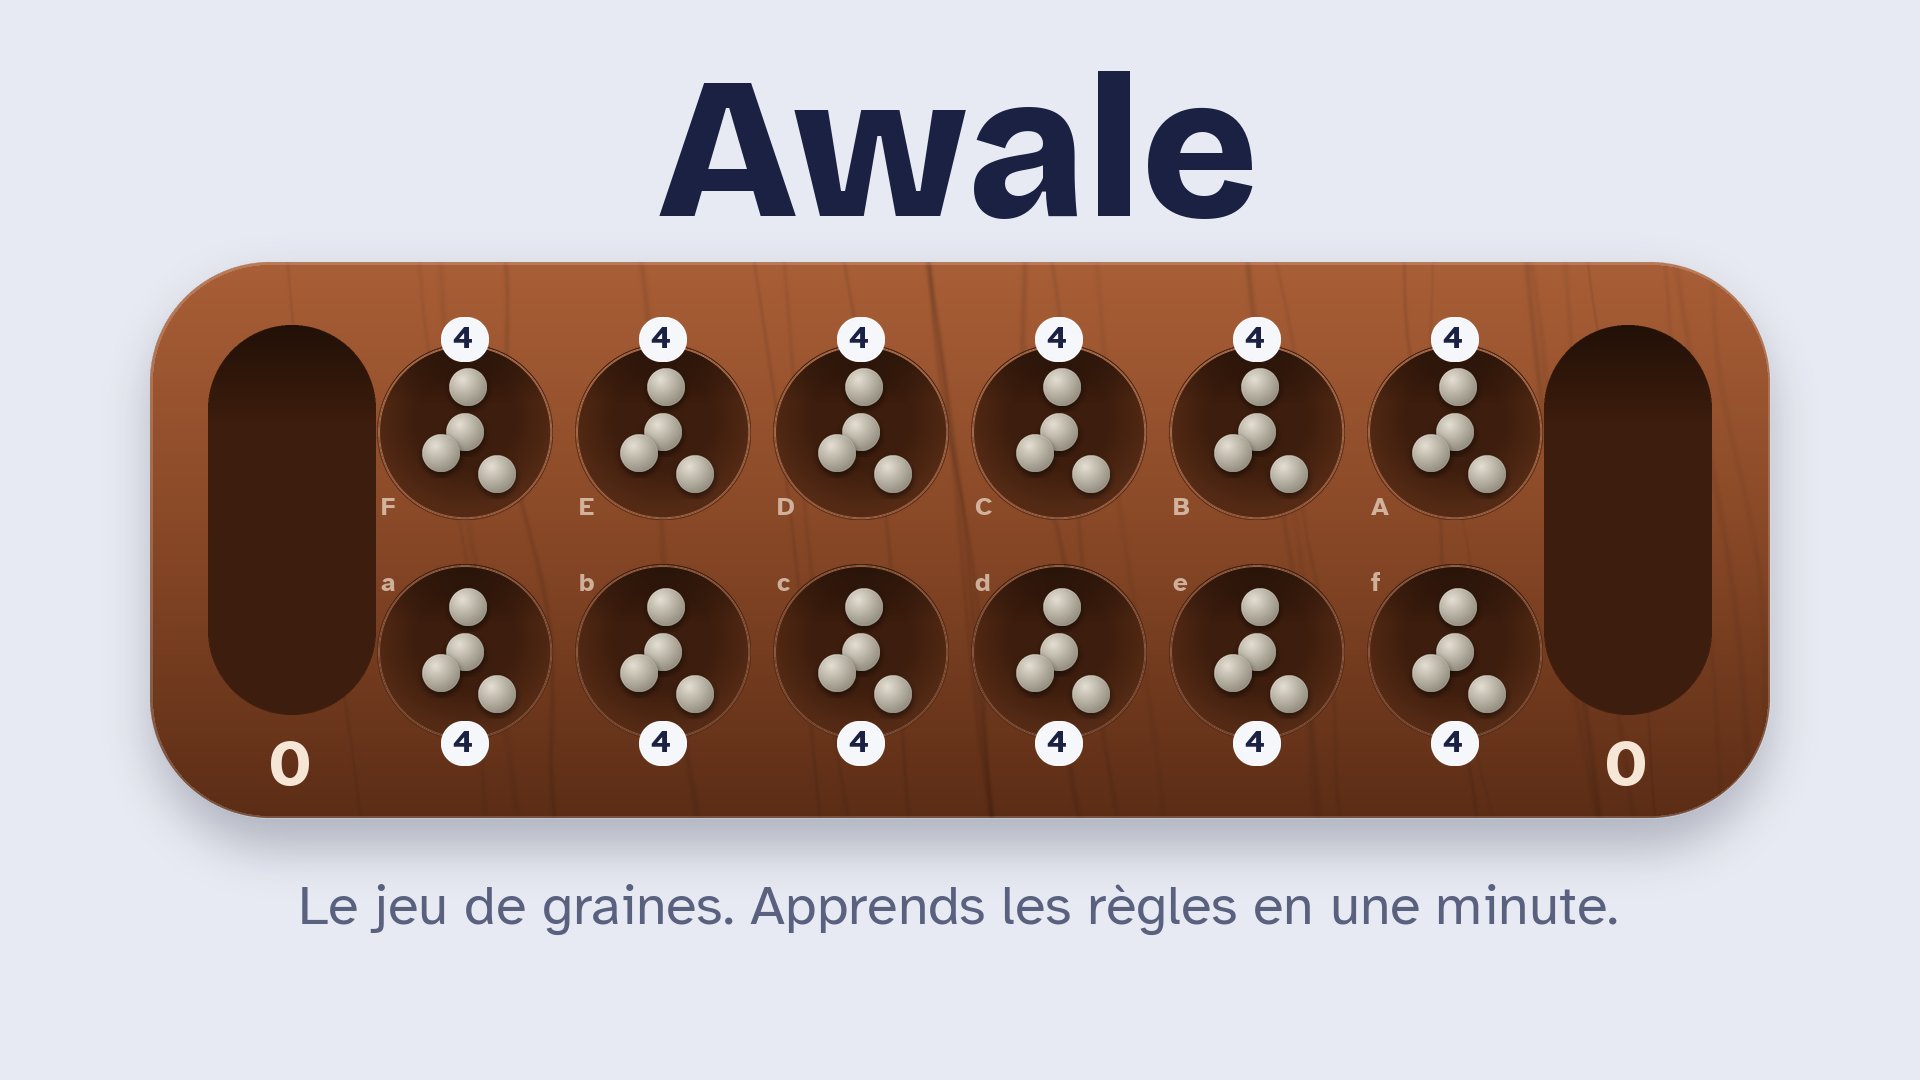 Awale
4 4 4 4 4 4
F E D C B A
a b c d e f
4 4 4 4 4 4
0 0
Le jeu de graines. Apprends les règles en une minute.